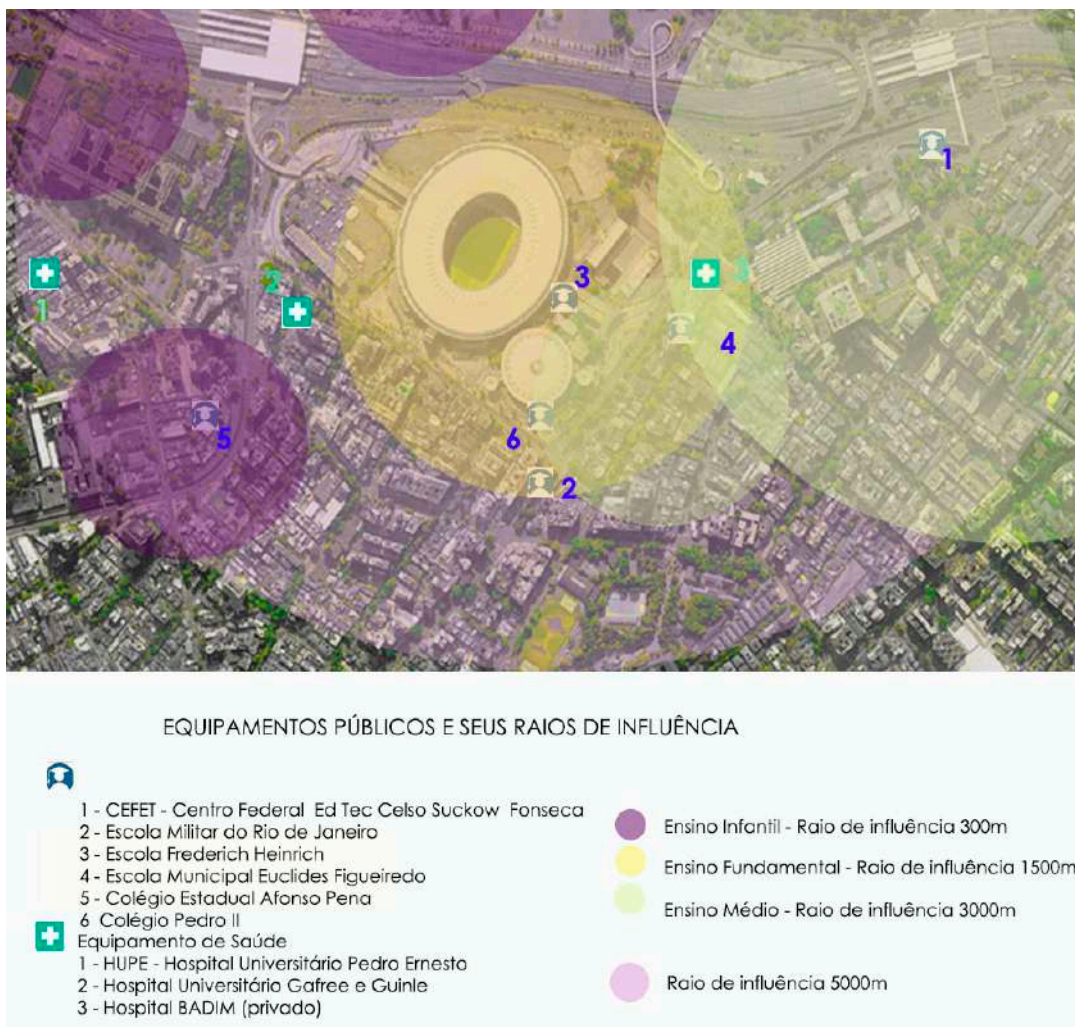 1
3
2
3
1
4
5
6
2
EQUIPAMENTOS PÚBLICOS E SEUS RAIOS DE INFLUÊNCIA
1 - CEFET - Centro Federal Ed Tec Celso Suckow Fonseca
2 - Escola Militar do Rio de Janeiro
3 - Escola Frederich Heinrich
4 - Escola Municipal Euclides Figueiredo
5 - Colégio Estadual Afonso Pena
6 Colégio Pedro II
Equipamento de Saúde
1 - HUPE - Hospital Universitário Pedro Ernesto
2 - Hospital Universitário Gafree e Guinle
3 - Hospital BADIM (privado)
Ensino Infantil - Raio de influência 300m
Ensino Fundamental - Raio de influência 1500m
Ensino Médio - Raio de influência 3000m
Raio de influência 5000m